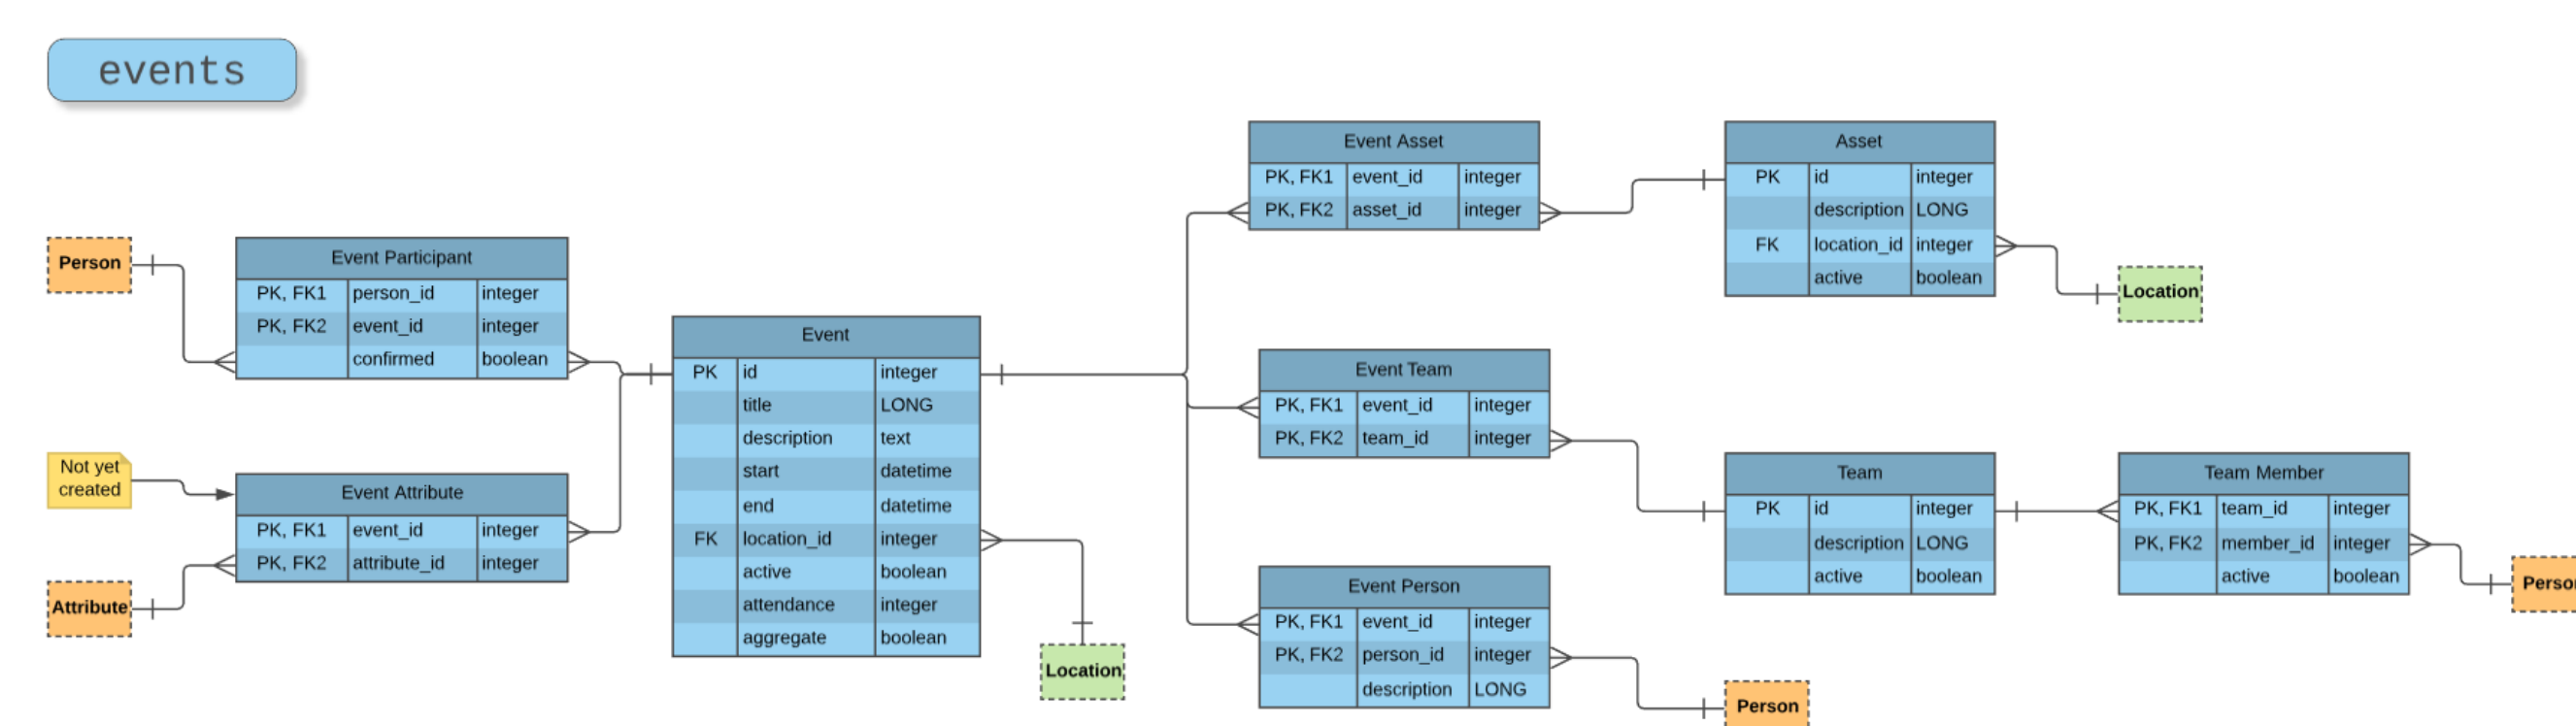 events
Person
Event Participant
PK, FK1 person_id integer
PK, FK2 event_id integer
confirmed boolean
Not yet
created
Event Attribute
PK, FK1 event_id integer
PK, FK2 attribute_id integer
Attribute
Event
PK id integer
title LONG
description text
start datetime
end datetime
FK location_id integer
active boolean
attendance integer
aggregate boolean
Location
Event Asset
PK, FK1 event_id integer
PK, FK2 asset_id integer
Asset
PK id integer
description LONG
FK location_id integer
active boolean
Location
Event Team
PK, FK1 event_id integer
PK, FK2 team_id integer
Team
PK id integer
description LONG
active boolean
Team Member
PK, FK1 team_id integer
PK, FK2 member_id integer
active boolean
Event Person
PK, FK1 event_id integer
PK, FK2 person_id integer
description LONG
Person